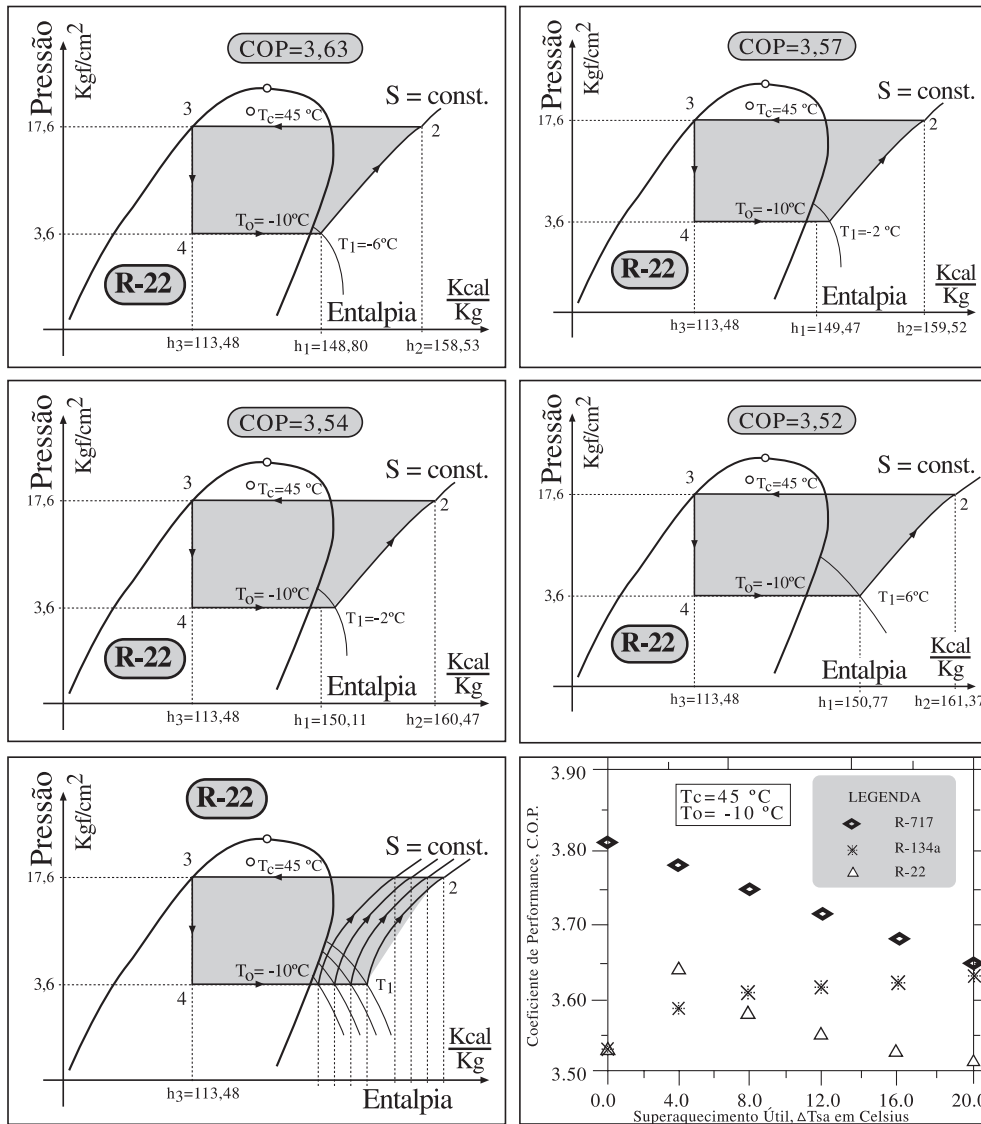 Pressão
Kgf/cm²
COP=3,63
S = const.
3
Tc=45 ºC
17,6
2
To= -10ºC
3,6
4
T1=-6ºC
R-22
Entalpia
Kcal
Kg
h3=113,48
h1=148,80
h2=158,53
Pressão
Kgf/cm²
COP=3,57
S = const.
3
Tc=45 ºC
17,6
2
To= -10ºC
3,6
4
T1=-2 ºC
R-22
Entalpia
Kcal
Kg
h3=113,48
h1=149,47
h2=159,52
Pressão
Kgf/cm²
COP=3,54
S = const.
3
Tc=45 ºC
17,6
2
To= -10ºC
3,6
4
T1=-2ºC
R-22
Entalpia
Kcal
Kg
h3=113,48
h1=150,11
h2=160,47
Pressão
Kgf/cm²
COP=3,52
S = const.
3
Tc=45 ºC
17,6
2
To= -10ºC
3,6
4
T1=6ºC
R-22
Entalpia
Kcal
Kg
h3=113,48
h1=150,77
h2=161,37
Pressão
Kgf/cm²
R-22
S = const.
3
Tc=45 ºC
17,6
2
To= -10ºC
3,6
4
T1
Kcal
Kg
h3=113,48
Entalpia
Coeficiente de Performance, C.O.P.
3.90
3.80
3.70
3.60
3.50
Tc=45 ºC
To= -10 ºC
LEGENDA
R-717
R-134a
R-22
0.0 4.0 8.0 12.0 16.0 20.0
Superaquecimento Útil, ΔTsa em Celsius